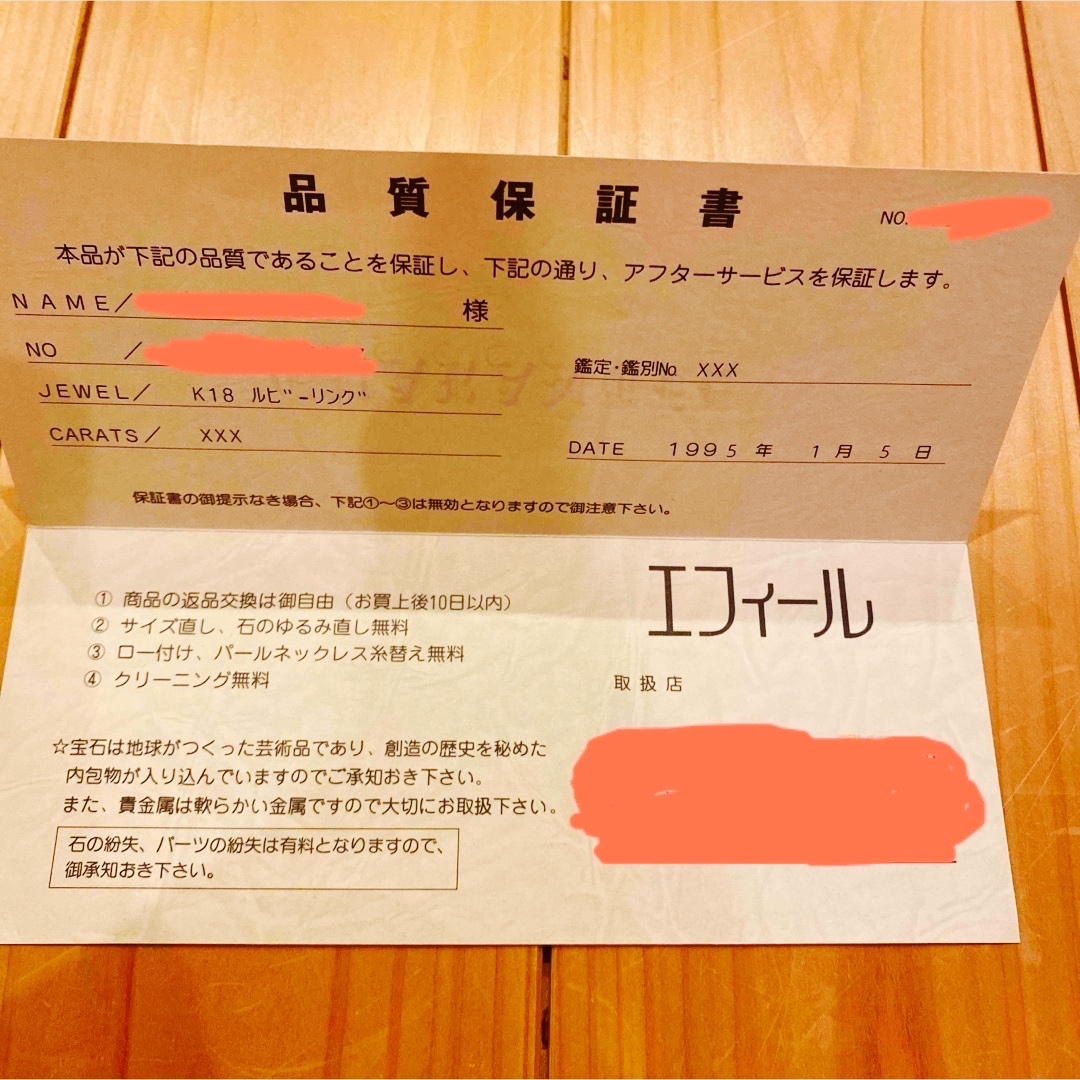 品質保証書
NO.
本品が下記の品質であることを保証し、下記の通り、アフターサービスを保証します。
NAME/ 様
NO /
鑑定・鑑別No. XXX
JEWEL/ K18 ルビーリング
CARATS/ XXX
DATE 1995年 1月 5日
保証書の御提示なき場合、下記①〜③は無効となりますので御注意下さい。
エフィール
① 商品の返品交換は御自由（お買上後10日以内）
② サイズ直し、石のゆるみ直し無料
③ ロー付け、パールネックレス糸替え無料
④ クリーニング無料
取扱店
☆宝石は地球がつくった芸術品であり、創造の歴史を秘めた
内包物が入り込んでいますのでご承知おき下さい。
また、貴金属は軟らかい金属ですので大切にお取扱下さい。
石の紛失、パーツの紛失は有料となりますので、
御承知おき下さい。